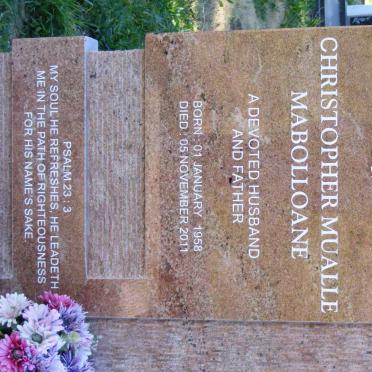 CHRISTOPHER MUALLE
MABOLLOANE
A DEVOTED HUSBAND
AND FATHER
BORN : 01 JANUARY 1958
DIED : 05 NOVEMBER 2011
PSALM 23 : 3
MY SOUL HE REFRESHES, HE LEADETH
ME IN THE PATH OF RIGHTEOUSNESS
FOR HIS NAME'S SAKE.